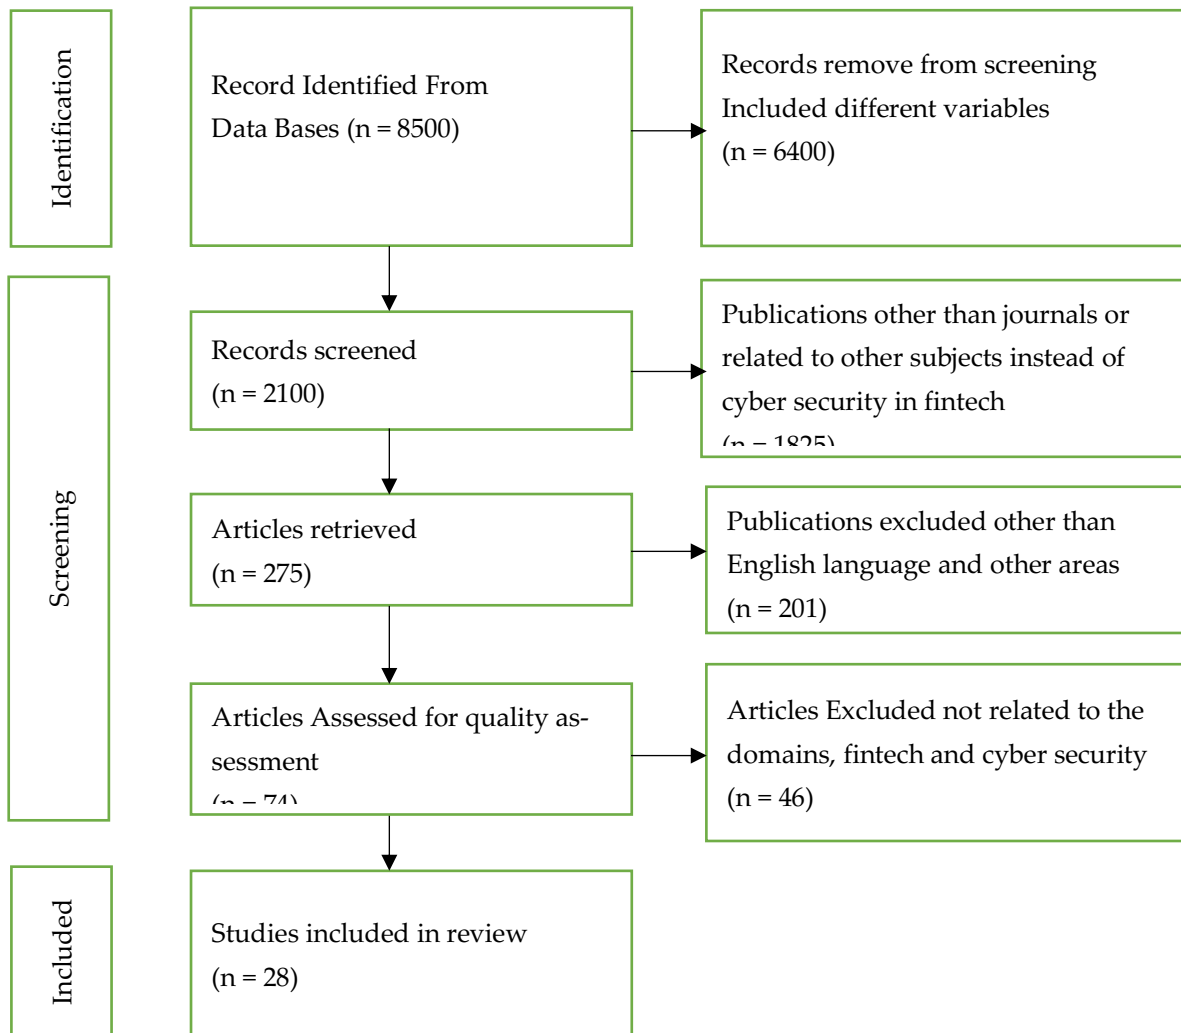 Identification
Record Identified From
Data Bases (n = 8500)
Records remove from screening
Included different variables
(n = 6400)
Screening
Records screened
(n = 2100)
Publications other than journals or
related to other subjects instead of
cyber security in fintech
(n = 1825)
Articles retrieved
(n = 275)
Publications excluded other than
English language and other areas
(n = 201)
Articles Assessed for quality as-
sessment
(n = 74)
Articles Excluded not related to the
domains, fintech and cyber security
(n = 46)
Included
Studies included in review
(n = 28)